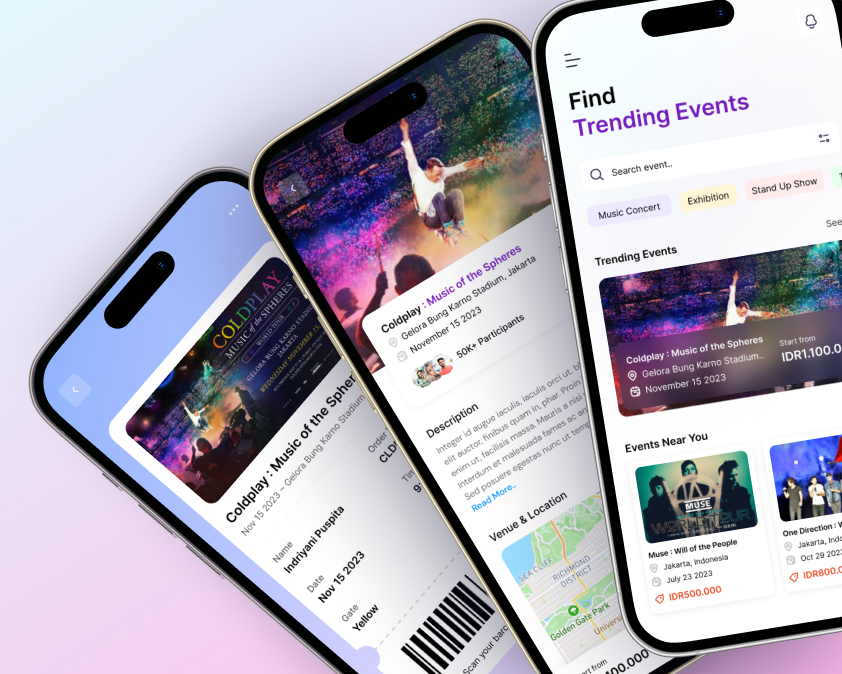 COLDPLAY
MUSIC of the SPHERES
WORLD TOUR
GELORA BUNG KARNO STADIUM
JAKARTA
WEDNESDAY NOVEMBER 15,
Coldplay : Music of the Spher
Nov 15 2023 – Gelora Bung Karno Stadium
Order
CLD
Name
Indriyani Puspita
Date
Nov 15 2023
Gate
Yellow
Scan your barc
Coldplay : Music of the Spheres
Gelora Bung Karno Stadium, Jakarta
November 15 2023
50K+ Participants
Description
Integer id augue iaculis, iaculis orci ut, b
elit auctor, finibus quam in, phar. Proin
enim ut, facilisis massa. Mauris a nisi
Interdum et malesuada fames ac an
Sed posuere egestas nunc ut temp
Read More..
Venue & Location
SEA CLIFF
RICHMOND
DISTRICT
Golden Gate Park
Univers
Start from
100.000
Find
Trending Events
Search event..
Music Concert
Exhibition
Stand Up Show
Trending Events
See
Coldplay : Music of the Spheres
Gelora Bung Karno Stadium..
November 15 2023
Start from
IDR1.100.0
Events Near You
MUSE
WORLD TOUR
Muse : Will of the People
Jakarta, Indonesia
July 23 2023
IDR500.000
One Direction : W
Jakarta, Indo
Oct 29 202
IDR800.0